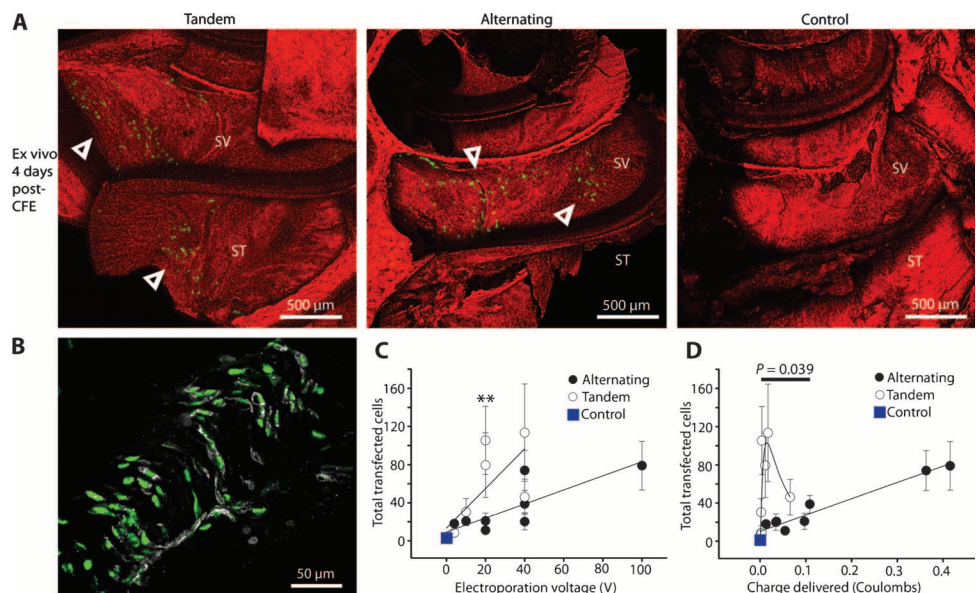 A Tandem Alternating Control
Ex vivo
4 days
post-
CFE
SV
ST
500 µm
SV
ST
500 µm
SV
ST
500 µm
B
50 µm
C
Total transfected cells
160
120
80
40
0
**
Alternating
Tandem
Control
0 20 40 60 80 100
Electroporation voltage (V)
D
Total transfected cells
160
120
80
40
0
P = 0.039
Alternating
Tandem
Control
0.0 0.1 0.2 0.3 0.4
Charge delivered (Coulombs)